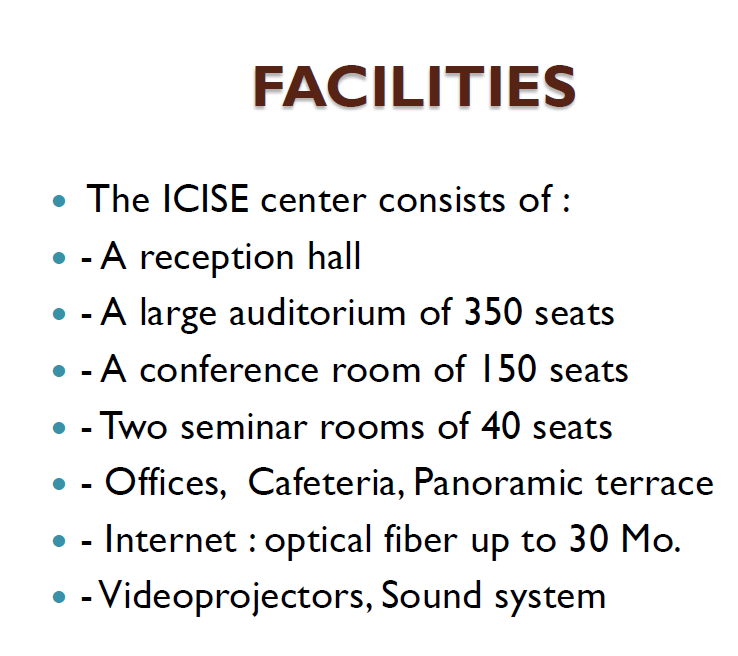 FACILITIES
• The ICISE center consists of :
• - A reception hall
• - A large auditorium of 350 seats
• - A conference room of 150 seats
• - Two seminar rooms of 40 seats
• - Offices,  Cafeteria, Panoramic terrace
• - Internet : optical fiber up to 30 Mo.
• - Videoprojectors, Sound system